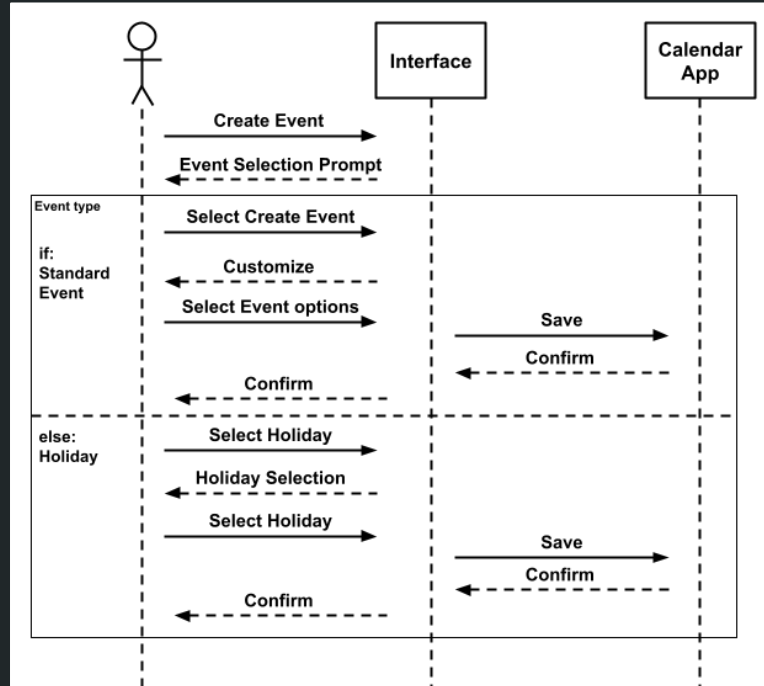 Interface
Calendar
App
Create Event
Event Selection Prompt
Event type
Select Create Event
if:
Standard
Event
Customize
Select Event options
Save
Confirm
Confirm
else:
Holiday
Select Holiday
Holiday Selection
Select Holiday
Save
Confirm
Confirm